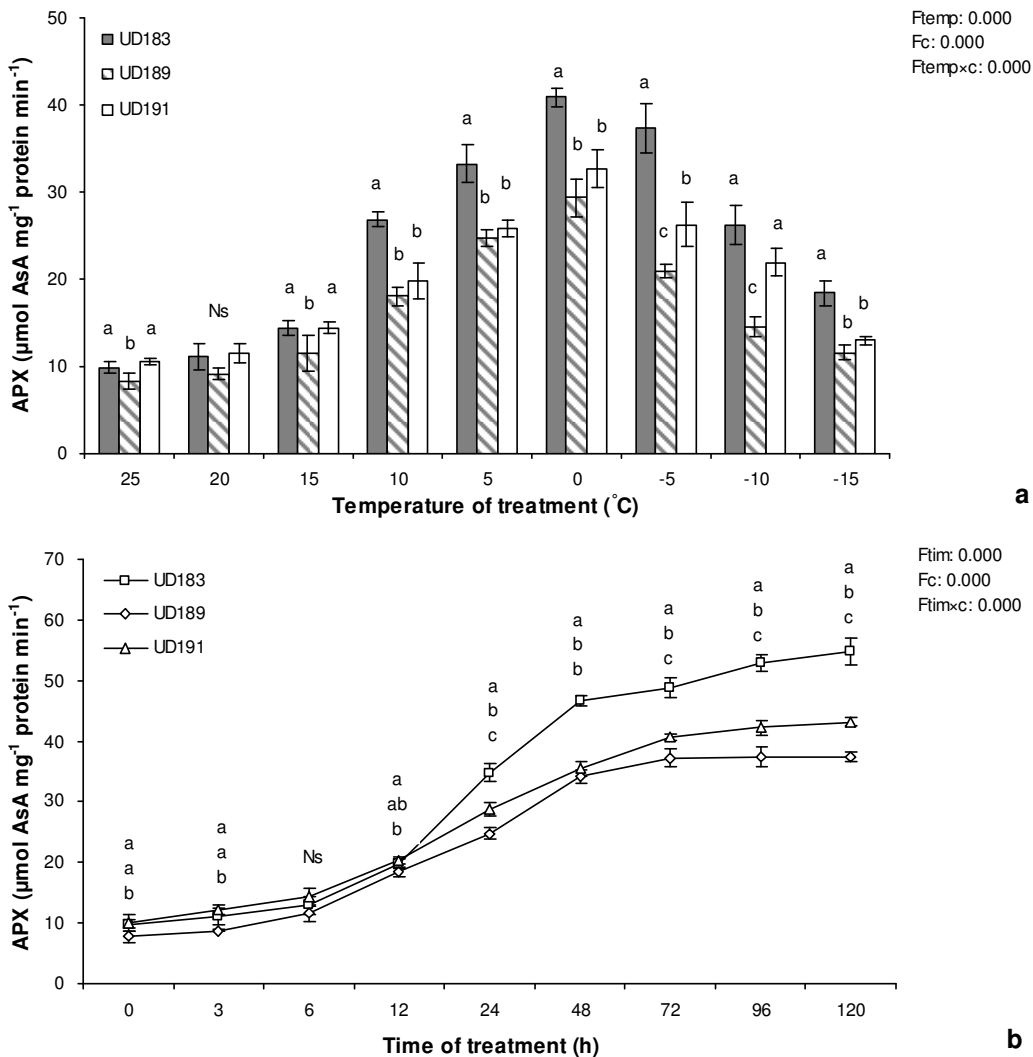 50
40
30
20
10
0
APX (µmol AsA mg⁻¹ protein min⁻¹)
UD183
UD189
UD191
Ftemp: 0.000
Fc: 0.000
Ftemp×c: 0.000
a b a
Ns
a b a
a b b
a b b
a b b
a c b
a c a
a b b
25 20 15 10 5 0 -5 -10 -15
Temperature of treatment (°C)
a
70
60
50
40
30
20
10
0
APX (µmol AsA mg⁻¹ protein min⁻¹)
UD183
UD189
UD191
Ftim: 0.000
Fc: 0.000
Ftim×c: 0.000
a
a
b
a
a
b
Ns
a
ab
b
a
b
c
a
b
b
a
b
c
a
b
c
a
b
c
0 3 6 12 24 48 72 96 120
Time of treatment (h)
b